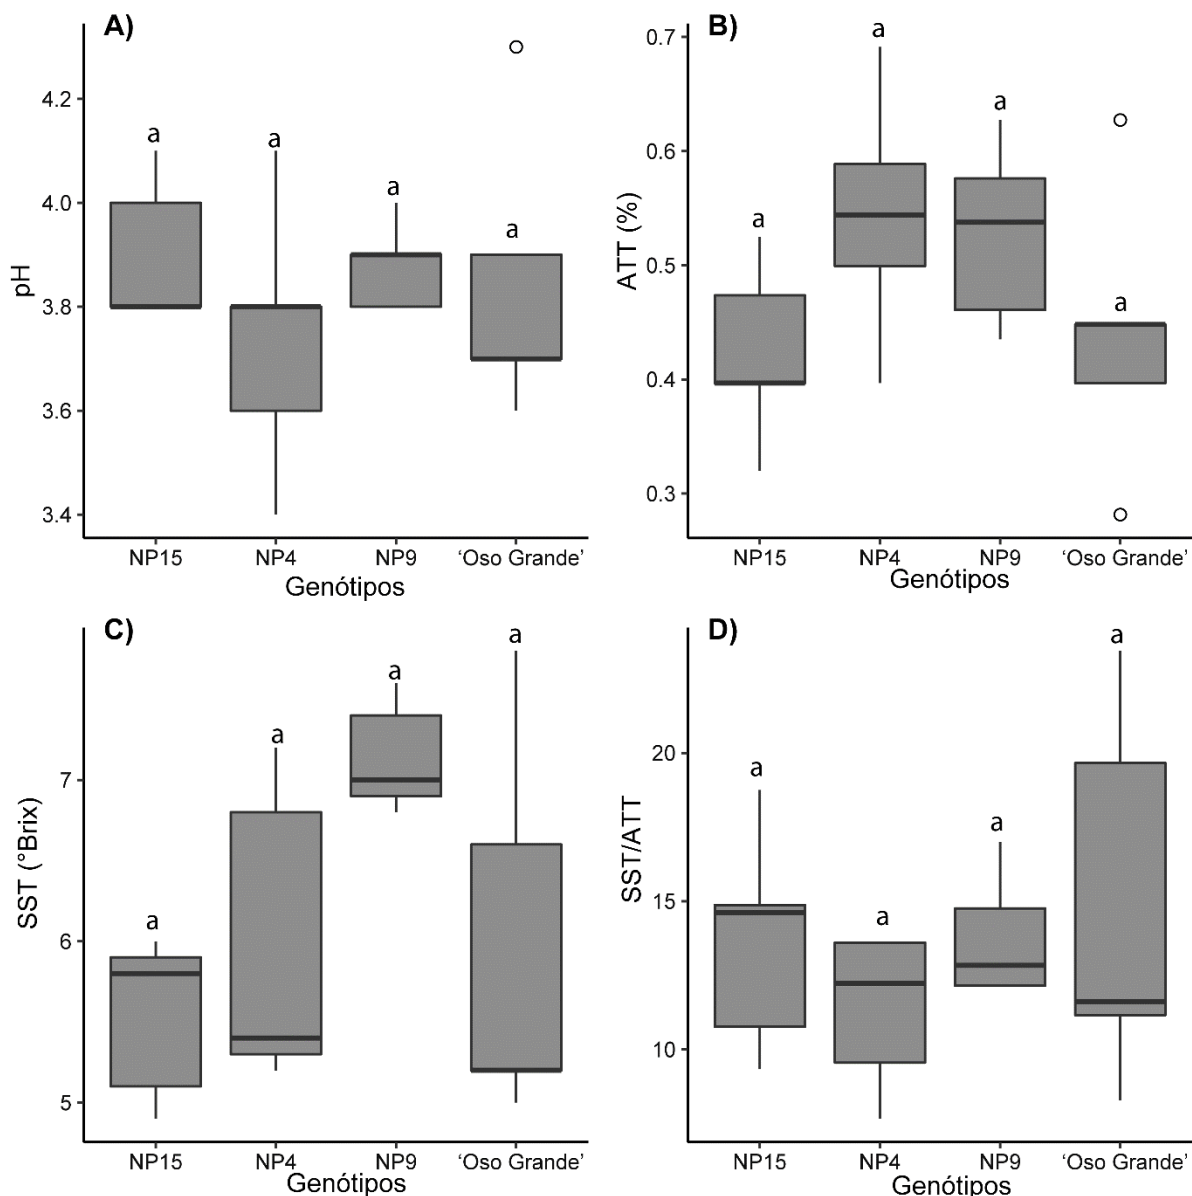 A)
a
a
a
a
4.2
4.0
3.8
3.6
3.4
pH
NP15 NP4 NP9 ‘Oso Grande’
Genótipos
B)
a
a
a
a
0.7
0.6
0.5
0.4
0.3
ATT (%)
NP15 NP4 NP9 ‘Oso Grande’
Genótipos
C)
a
a
a
a
7
6
5
SST (°Brix)
NP15 NP4 NP9 ‘Oso Grande’
Genótipos
D)
a
a
a
a
20
15
10
SST/ATT
NP15 NP4 NP9 ‘Oso Grande’
Genótipos